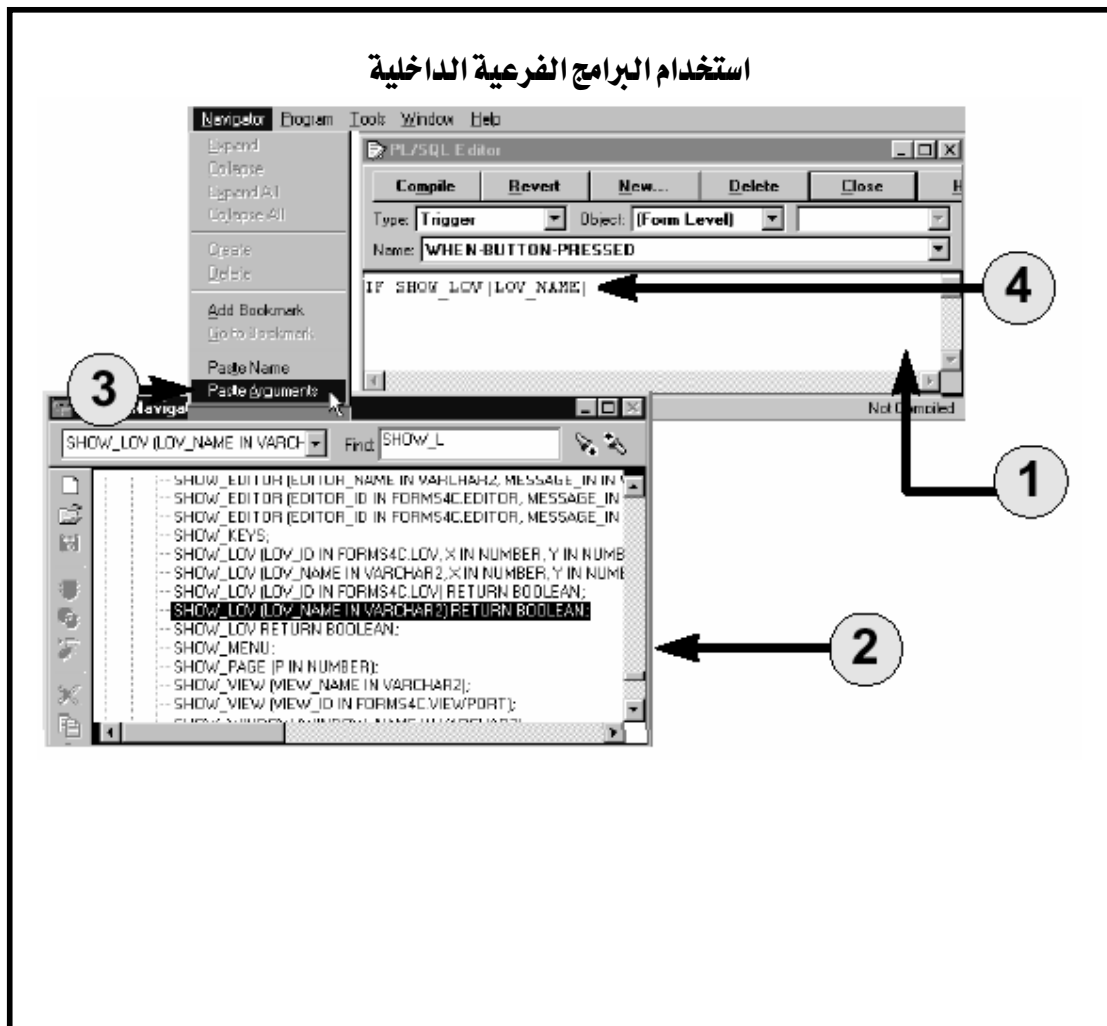 استخدام البرامج الفرعية الداخلية
Navigator Program Tools Window Help
Expand
Collapse
Expand All
Collapse All
Create
Delete
Add Bookmark
Go to Bookmark
Paste Name
Paste Arguments
PL/SQL Editor
Compile Revert New... Delete Close H
Type: Trigger Object: (Form Level)
Name: WHEN-BUTTON-PRESSED
IF SHOW_LOV(LOV_NAME)
4
3
Not Compiled
1
Navigat
SHOW_LOV (LOV_NAME IN VARCH Find: SHOW_L
SHOW_EDITOR (EDITOR_NAME IN VARCHAR2, MESSAGE_IN IN V
SHOW_EDITOR (EDITOR_ID IN FORMS4C.EDITOR, MESSAGE_IN
SHOW_EDITOR (EDITOR_ID IN FORMS4C.EDITOR, MESSAGE_IN
SHOW_KEYS;
SHOW_LOV (LOV_ID IN FORMS4C.LOV, X IN NUMBER, Y IN NUMB
SHOW_LOV (LOV_NAME IN VARCHAR2, X IN NUMBER, Y IN NUME
SHOW_LOV (LOV_ID IN FORMS4C.LOV) RETURN BOOLEAN;
SHOW_LOV (LOV_NAME IN VARCHAR2) RETURN BOOLEAN;
SHOW_LOV RETURN BOOLEAN;
SHOW_MENU;
SHOW_PAGE (P IN NUMBER);
SHOW_VIEW (VIEW_NAME IN VARCHAR2);
SHOW_VIEW (VIEW_ID IN FORMS4C.VIEWPORT);
2